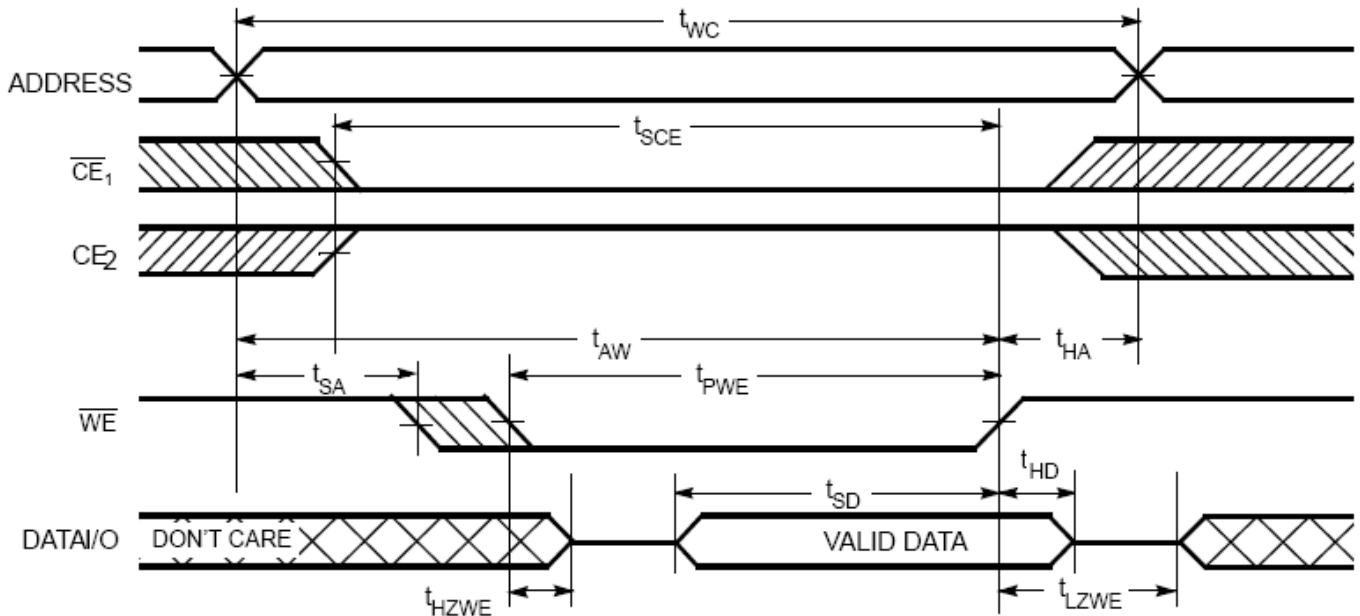 tWC
ADDRESS
tSCE
CE1
CE2
tAW
tHA
tSA
tPWE
WE
tHD
tSD
DATAI/O
DON'T CARE
VALID DATA
tHZWE
tLZWE